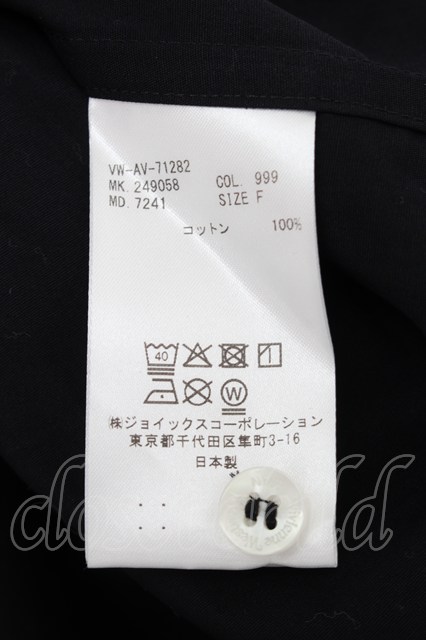 VW-AV-71282
MK. 249058 COL. 999
MD. 7241 SIZE F
コットン 100%
40
W
株ジョイックスコーポレーション
東京都千代田区隼町3-16
日本製